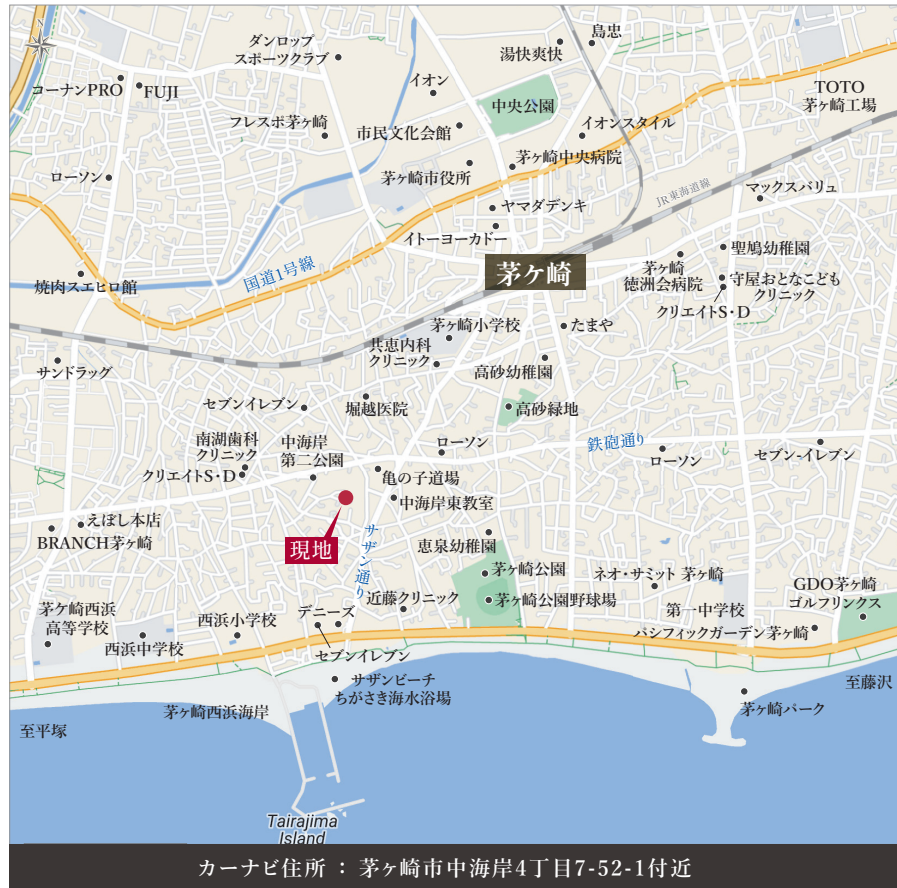 島忠
ダンロップ
スポーツクラブ
湯快爽快
コーナンPRO
FUJI
イオン
中央公園
TOTO
茅ヶ崎工場
フレスポ茅ヶ崎
市民文化会館
イオンスタイル
ローソン
茅ヶ崎市役所
茅ヶ崎中央病院
JR東海道線
マックスバリュ
ヤマダデンキ
イトーヨーカドー
聖鳩幼稚園
国道1号線
茅ケ崎
茅ヶ崎
徳洲会病院
守屋おとなこども
クリニック
焼肉スエヒロ館
クリエイトS・D
茅ヶ崎小学校
たまや
共恵内科
クリニック
サンドラッグ
高砂幼稚園
セブンイレブン
堀越医院
高砂緑地
南湖歯科
クリニック
中海岸
第二公園
ローソン
鉄砲通り
ローソン
セブン-イレブン
クリエイトS・D
亀の子道場
中海岸東教室
えぼし本店
BRANCH茅ヶ崎
現地
サザン通り
恵泉幼稚園
茅ヶ崎公園
ネオ・サミット 茅ヶ崎
GDO茅ヶ崎
ゴルフリンクス
近藤クリニック
茅ヶ崎公園野球場
第一中学校
茅ケ崎西浜
高等学校
西浜小学校
デニーズ
パシフィックガーデン茅ヶ崎
西浜中学校
セブンイレブン
サザンビーチ
ちがさき海水浴場
至藤沢
茅ヶ崎西浜海岸
茅ヶ崎パーク
至平塚
Tairajima
Island
カーナビ住所 : 茅ヶ崎市中海岸4丁目7-52-1付近